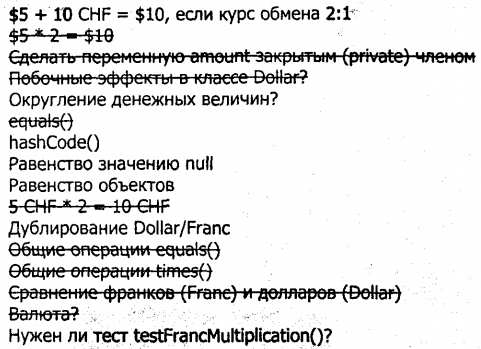 $5 + 10 CHF = $10, если курс обмена 2:1
$5 * 2 = $10
Сделать переменную amount закрытым (private) членом
Побочные эффекты в классе Dollar?
Округление денежных величин?
equals()
hashCode()
Равенство значению null
Равенство объектов
5 CHF * 2 = 10 CHF
Дублирование Dollar/Franc
Общие операции equals()
Общие операции times()
Сравнение франков (Franc) и долларов (Dollar)
Валюта?
Нужен ли тест testFrancMultiplication()?